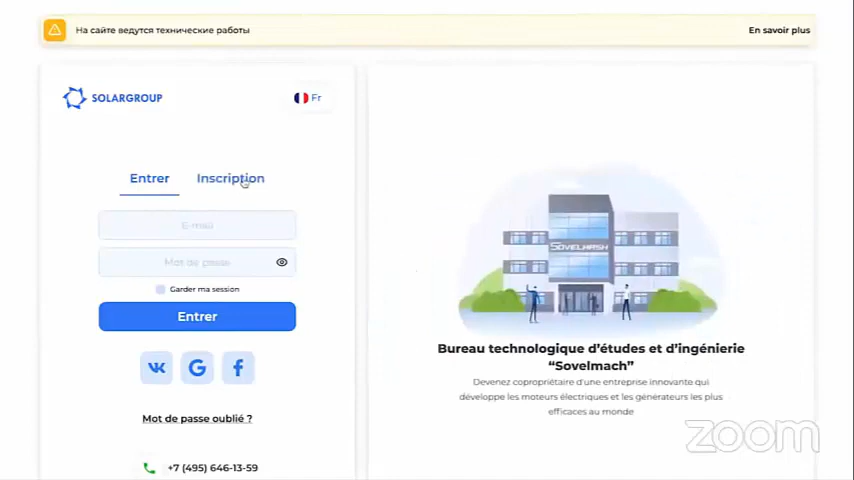 На сайте ведутся технические работы
En savoir plus
SOLARGROUP
Fr
Entrer
Inscription
E-mail
Mot de passe
Garder ma session
Entrer
Mot de passe oublié ?
+7 (495) 646-13-59
SOVELMASH
Bureau technologique d'études et d'ingénierie
“Sovelmach”
Devenez copropriétaire d'une entreprise innovante qui
développe les moteurs électriques et les générateurs les plus
efficaces au monde
zoom